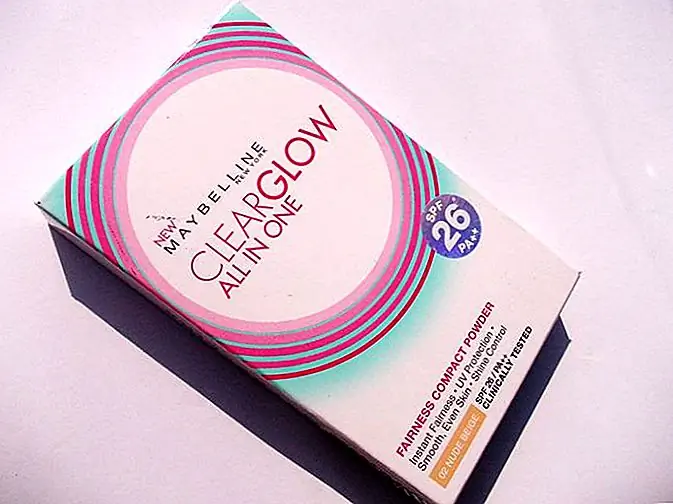 NEW
MAYBELLINE
NEW YORK
CLEARGLOW
ALL IN ONE
SPF
26
PA++
FAIRNESS COMPACT POWDER
Instant Fairness • UV Protection •
Smooth, Even Skin • Shine Control
SPF 26 / PA++
CLINICALLY TESTED
02 NUDE BEIGE